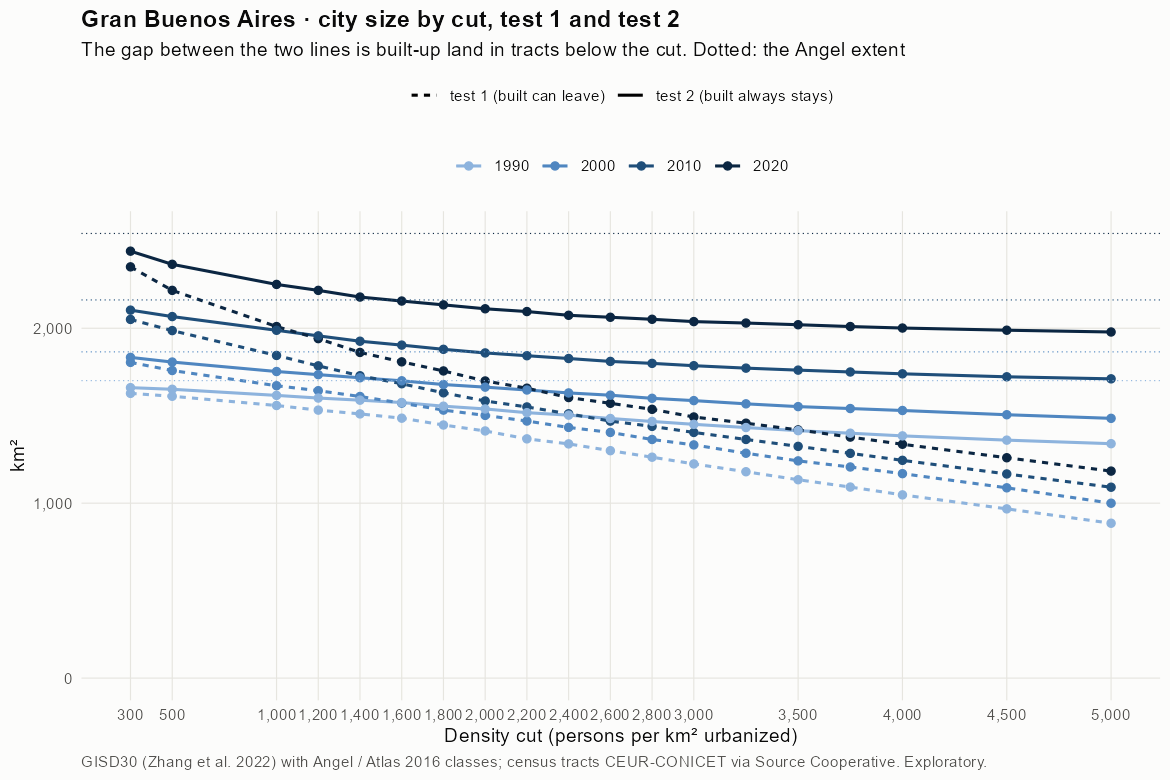 Gran Buenos Aires · city size by cut, test 1 and test 2
The gap between the two lines is built-up land in tracts below the cut. Dotted: the Angel extent
test 1 (built can leave) test 2 (built always stays)
1990 2000 2010 2020
km²
2,000
1,000
0
300 500 1,000 1,200 1,400 1,600 1,800 2,000 2,200 2,400 2,600 2,800 3,000 3,500 4,000 4,500 5,000
Density cut (persons per km² urbanized)
GISD30 (Zhang et al. 2022) with Angel / Atlas 2016 classes; census tracts CEUR-CONICET via Source Cooperative. Exploratory.